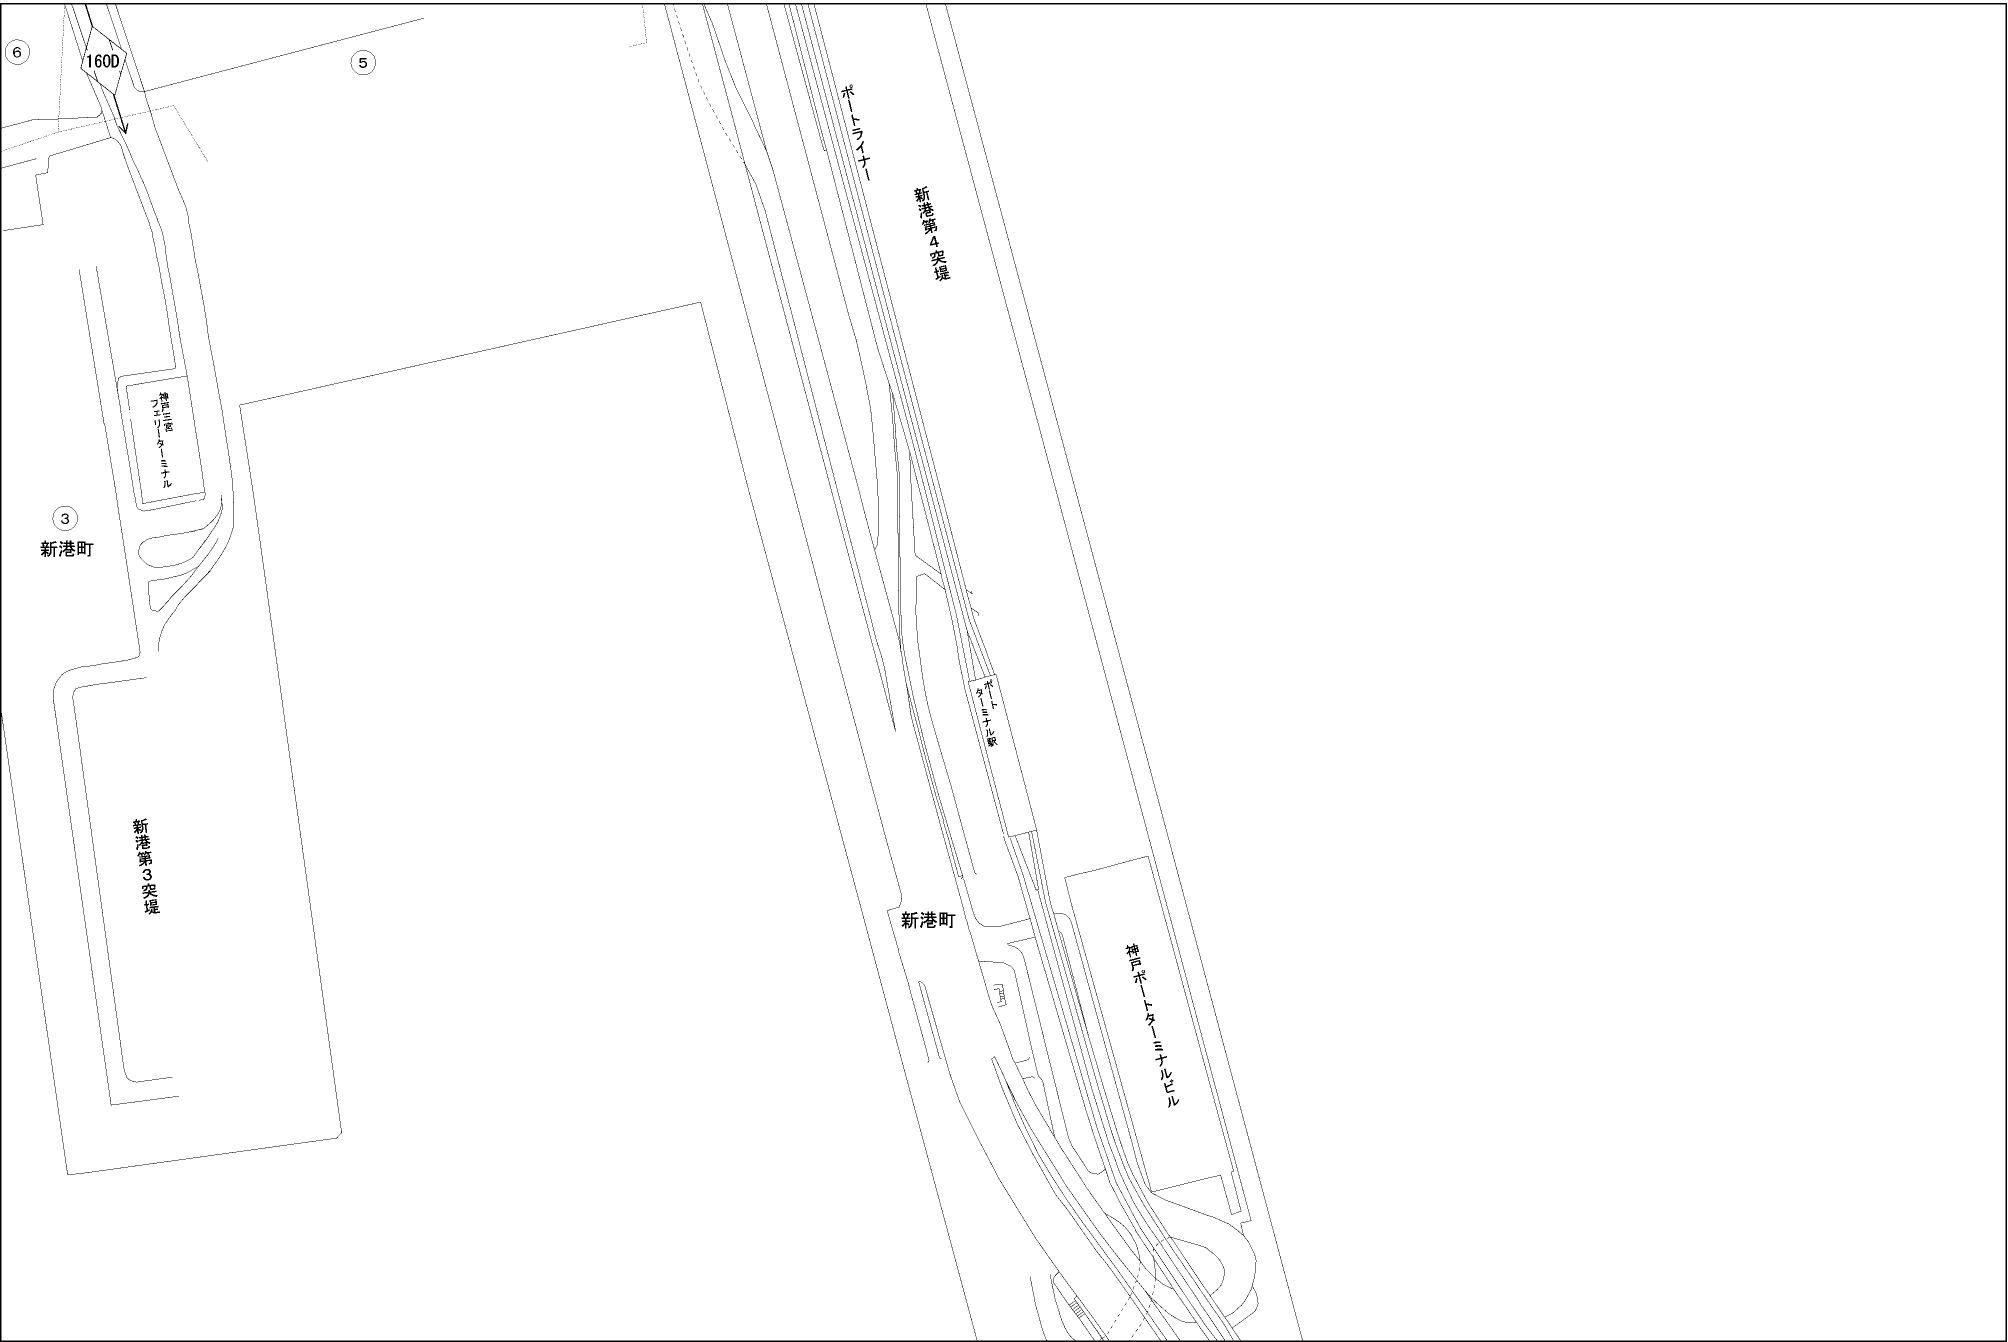 6
160D
5
ポートライナー
新港第4突堤
神戸三宮
フェリーターミナル
3
新港町
ポート
ターミナル駅
新港第3突堤
新港町
神戸ポートターミナルビル